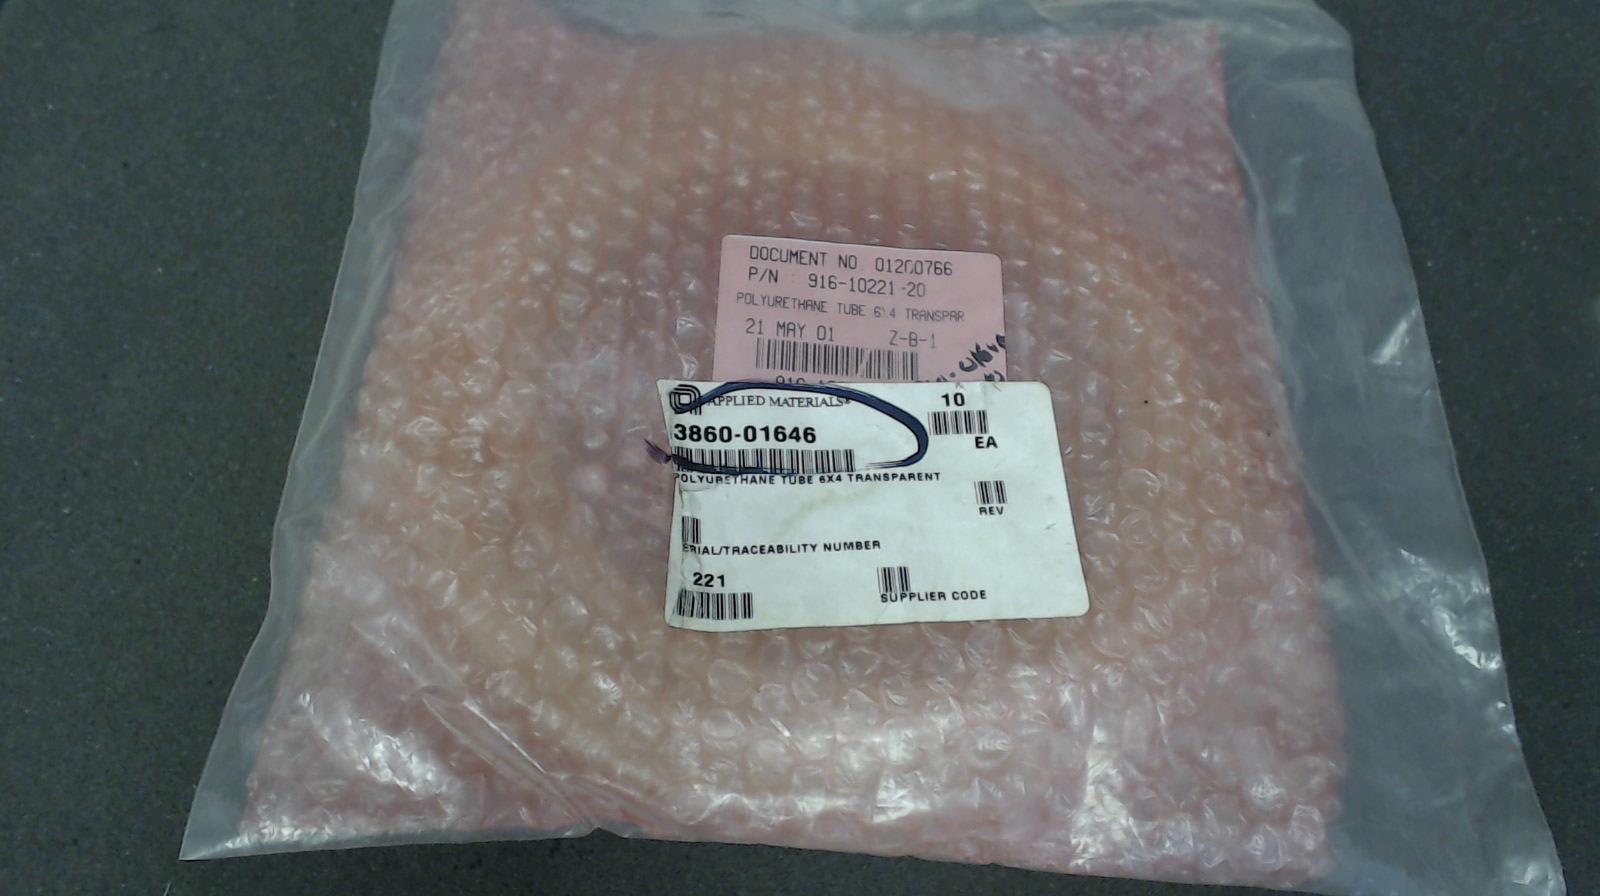 DOCUMENT NO. 01200766
P/N : 916-10221-20
POLYURETHANE TUBE 6X4 TRANSPAR
21 MAY 01 Z-B-1
APPLIED MATERIALS®
10
3860-01646
EA
POLYURETHANE TUBE 6X4 TRANSPARENT
REV
ERIAL/TRACEABILITY NUMBER
221
SUPPLIER CODE